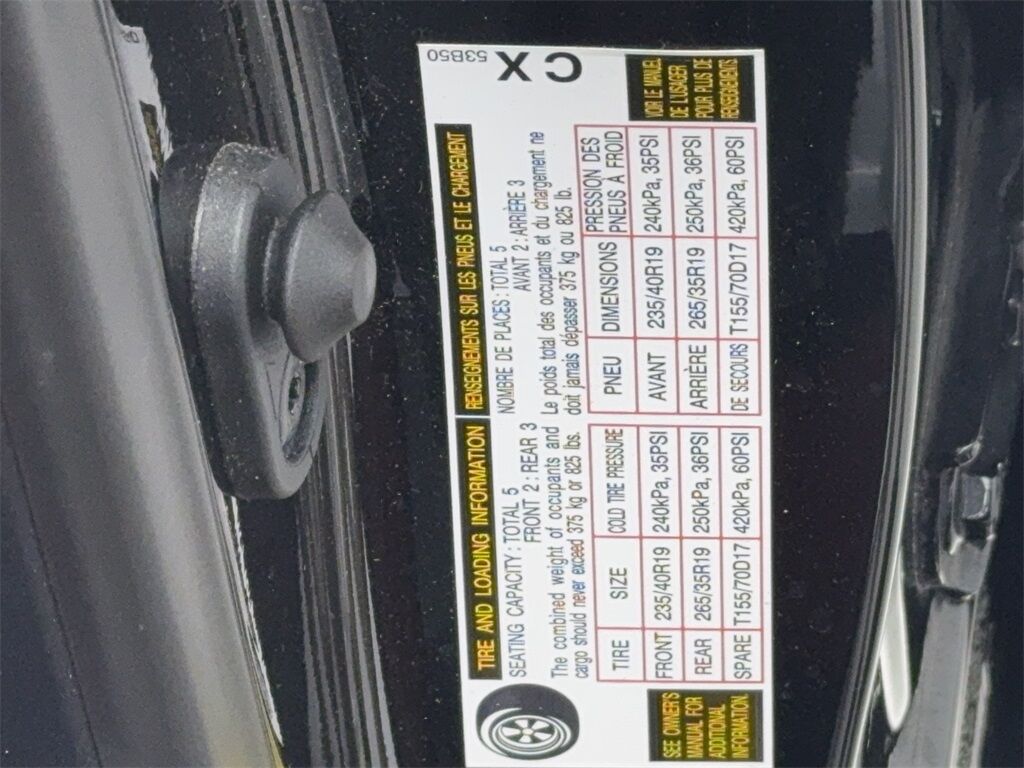 TIRE AND LOADING INFORMATION
SEATING CAPACITY : TOTAL 5
FRONT 2 : REAR 3
The combined weight of occupants and
cargo should never exceed 375 kg or 825 lbs.
TIRE SIZE COLD TIRE PRESSURE
FRONT 235/40R19 240kPa, 35PSI
REAR 265/35R19 250kPa, 36PSI
SPARE T155/70D17 420kPa, 60PSI
SEE OWNER'S
MANUAL FOR
ADDITIONAL
INFORMATION.
RENSEIGNEMENTS SUR LES PNEUS ET LE CHARGEMENT
NOMBRE DE PLACES : TOTAL 5
AVANT 2 : ARRIÈRE 3
Le poids total des occupants et du chargement ne
doit jamais dépasser 375 kg ou 825 lb.
PNEU DIMENSIONS PRESSION DES
PNEUS À FROID
AVANT 235/40R19 240kPa, 35PSI
ARRIÈRE 265/35R19 250kPa, 36PSI
DE SECOURS T155/70D17 420kPa, 60PSI
VOIR LE MANUEL
DE L'USAGER
POUR PLUS DE
RENSEIGNEMENTS
53B50
CX